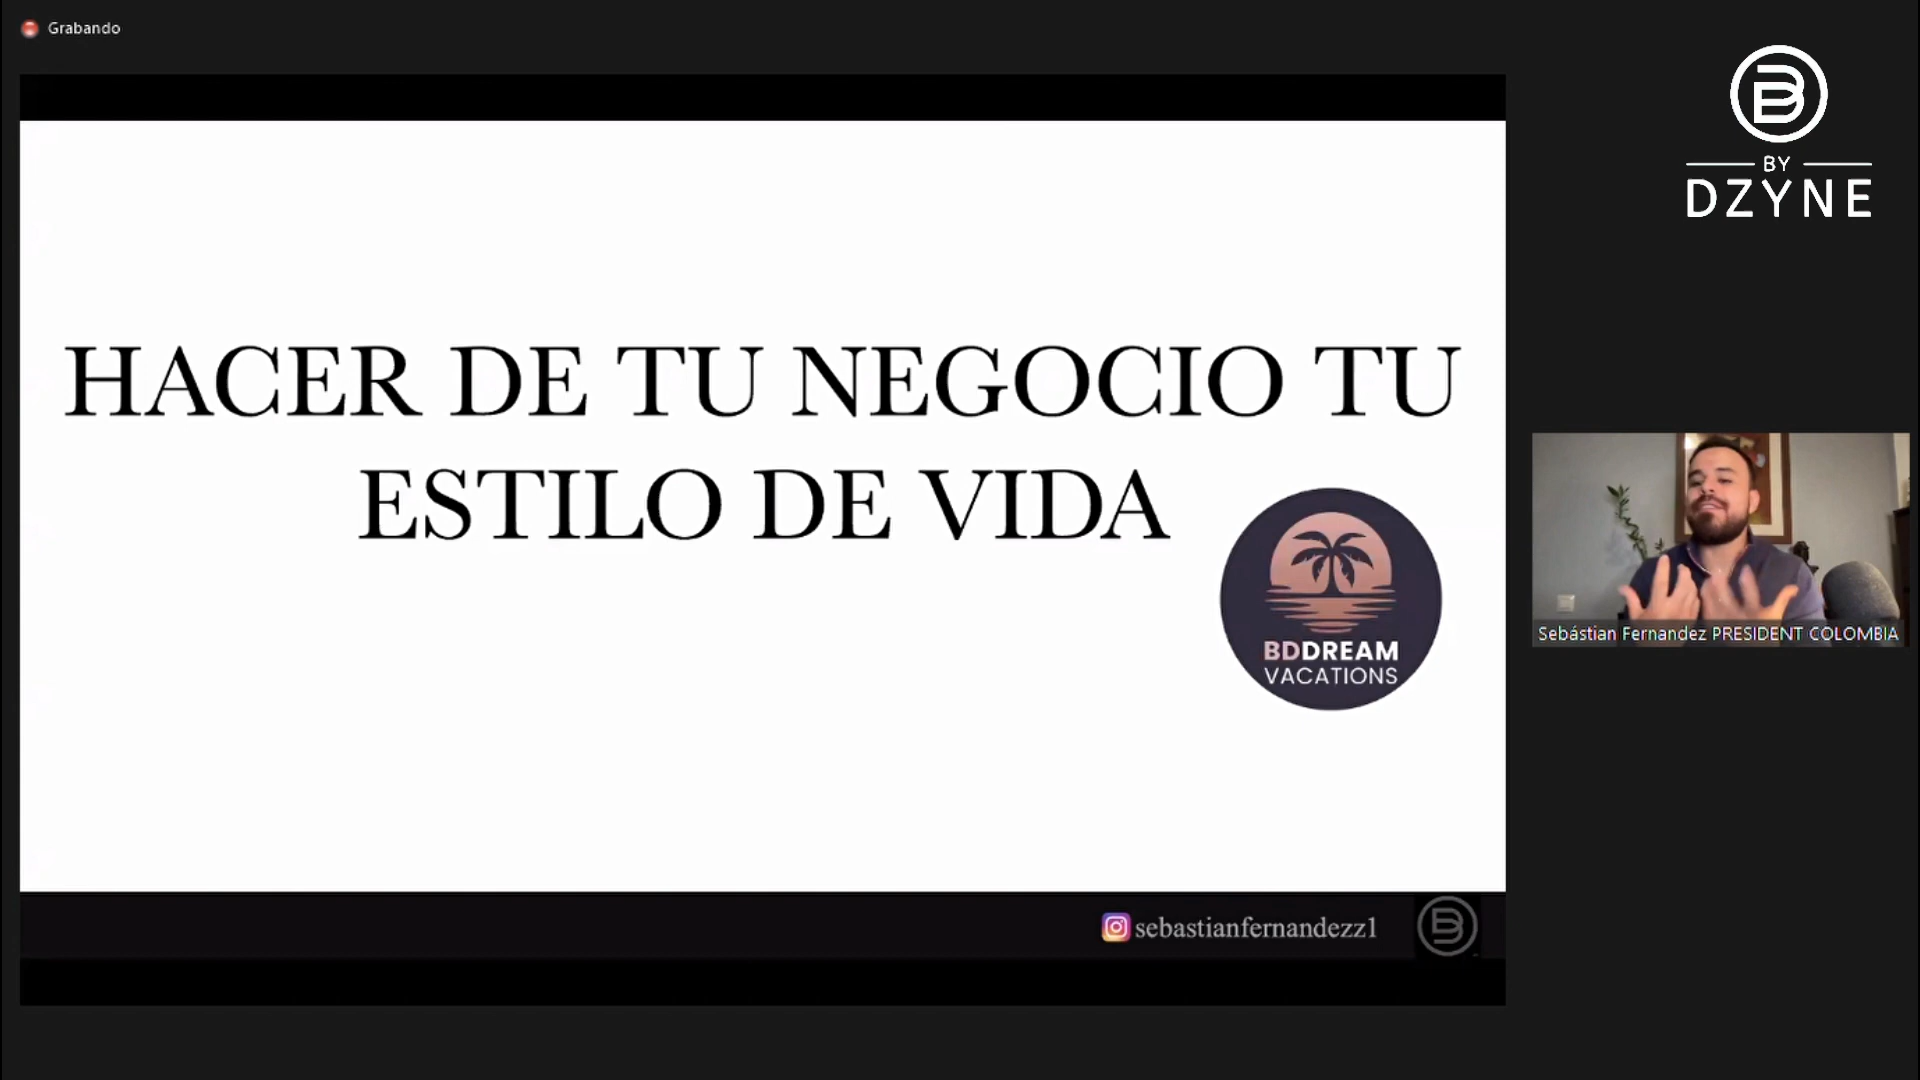 Grabando
BY
DZYNE
HACER DE TU NEGOCIO TU
ESTILO DE VIDA
BDDREAM
VACATIONS
Sebástian Fernandez PRESIDENT COLOMBIA
sebastianfernandezz1